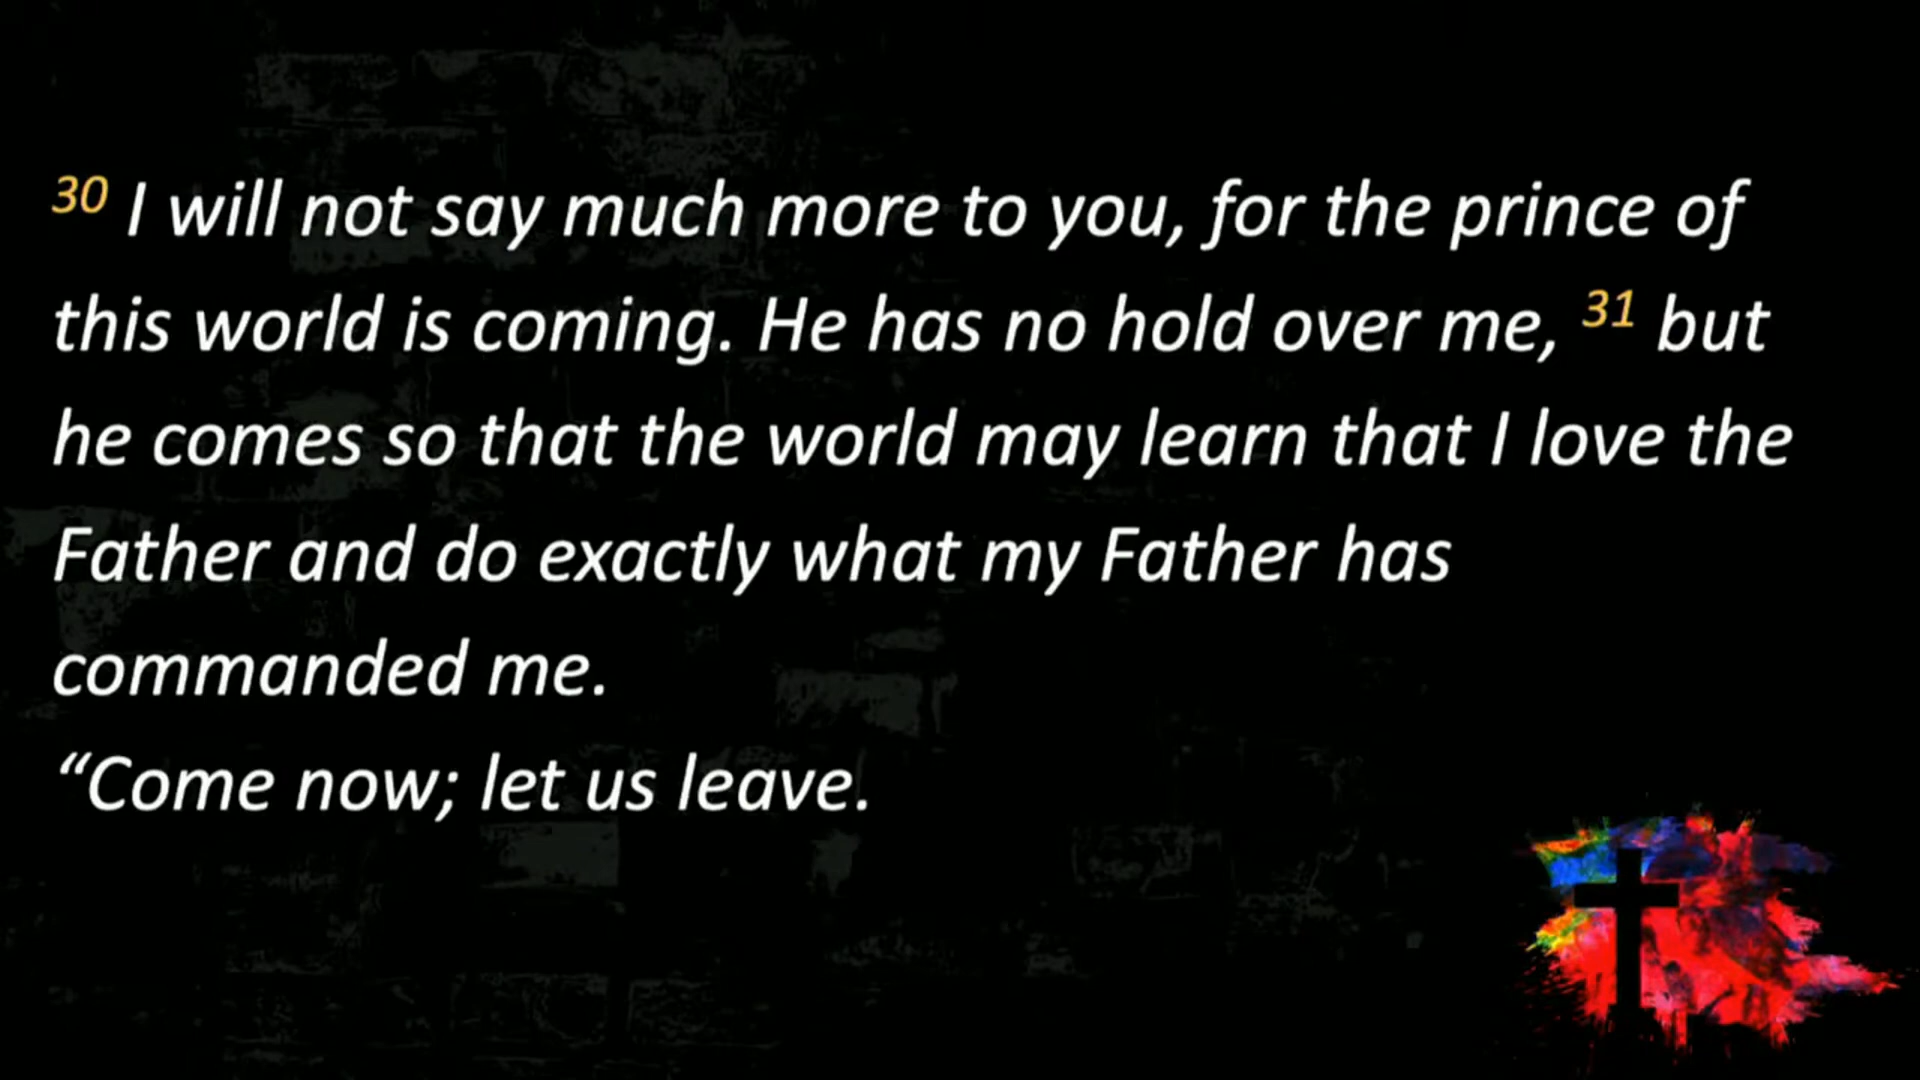 30 I will not say much more to you, for the prince of
this world is coming. He has no hold over me, 31 but
he comes so that the world may learn that I love the
Father and do exactly what my Father has
commanded me.
“Come now; let us leave.